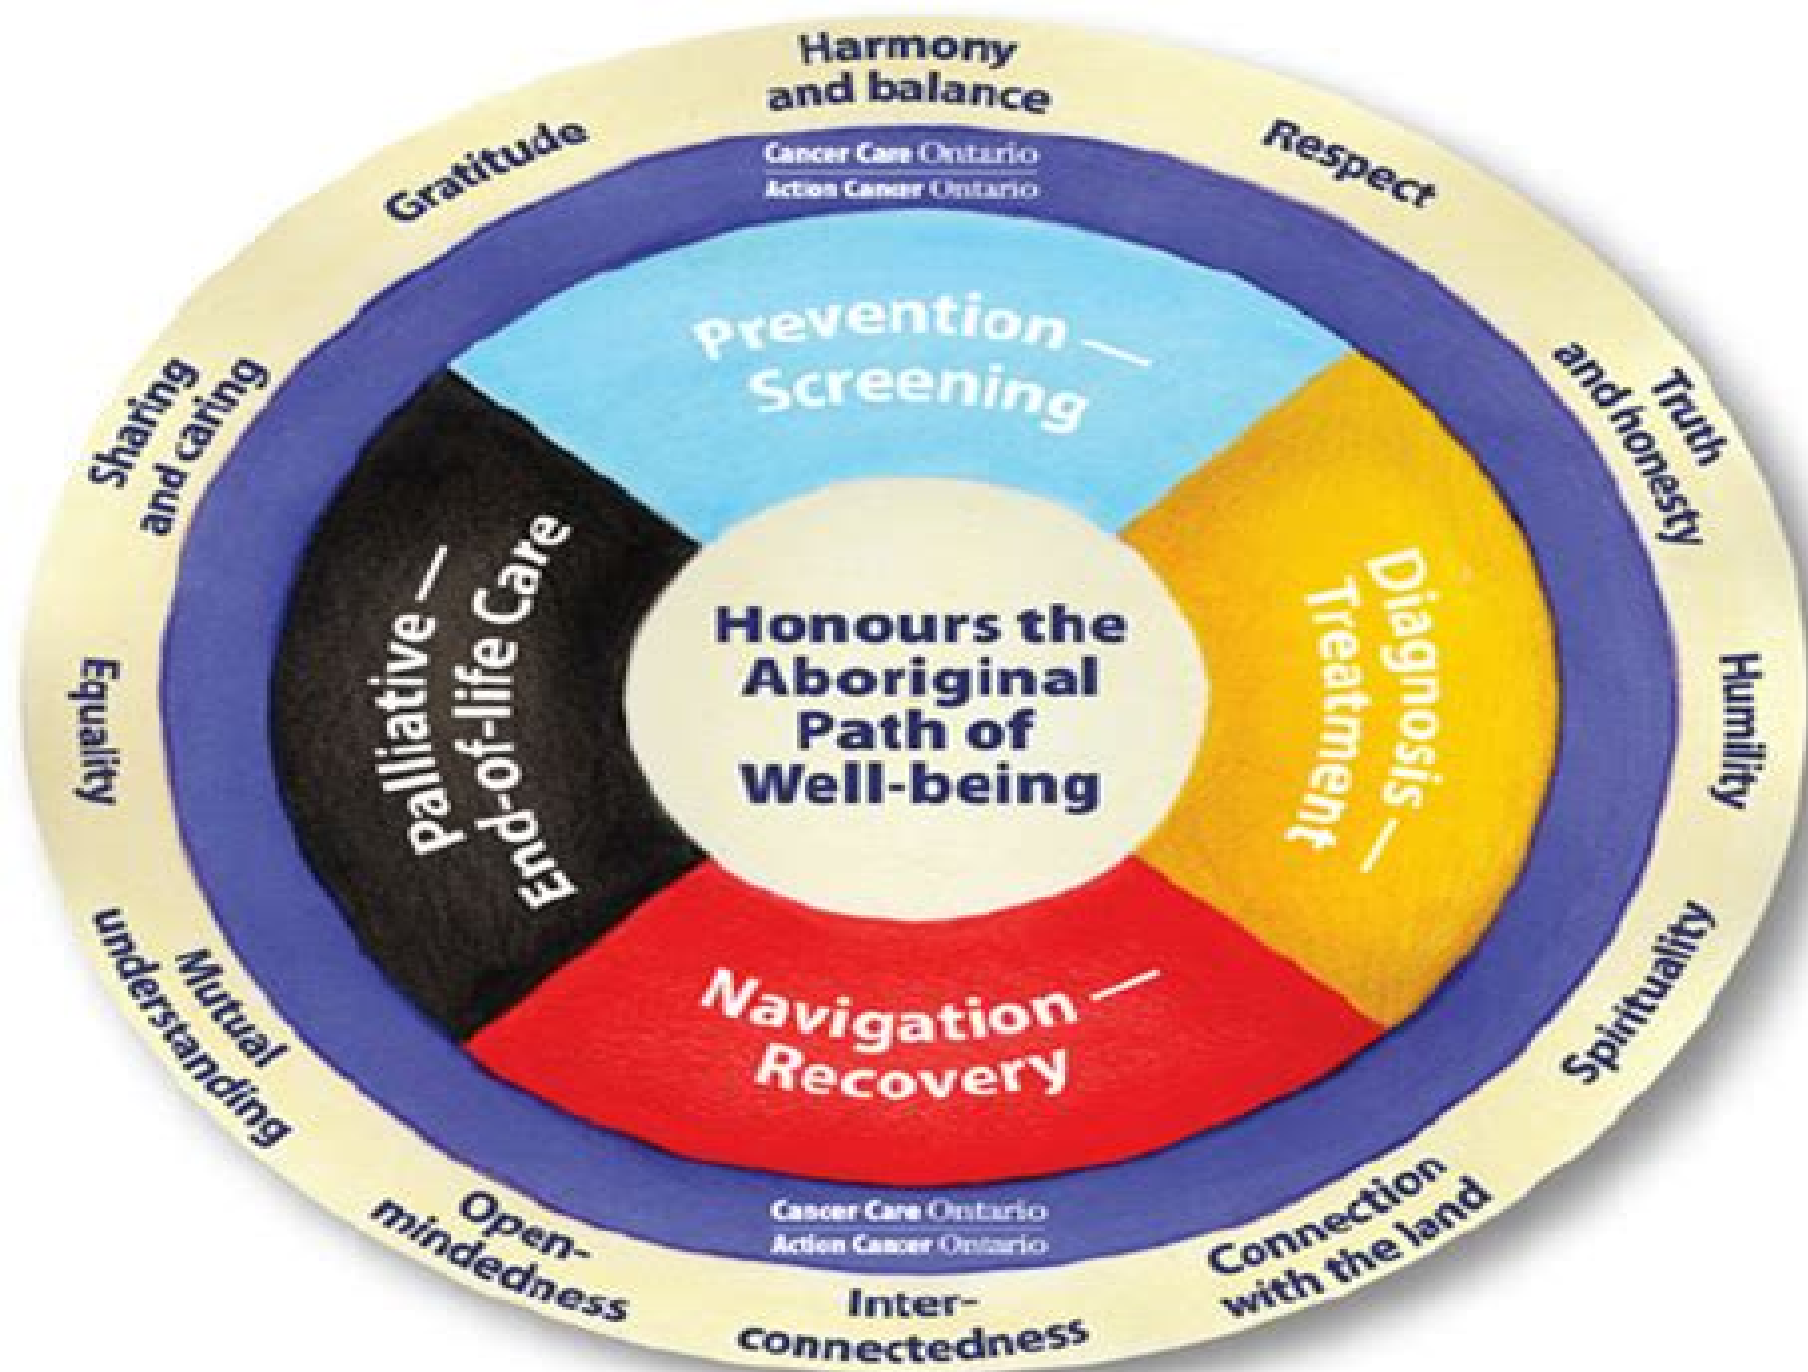 Harmony
and balance
Respect
Truth
and honesty
Humility
Spirituality
Connection
with the land
Inter-
connectedness
Open-
mindedness
Mutual
understanding
Equality
Sharing
and caring
Gratitude
Cancer Care Ontario
Action Cancer Ontario
Prevention —
Screening
Diagnosis —
Treatment
Navigation —
Recovery
Palliative —
End-of-life Care
Honours the
Aboriginal
Path of
Well-being
Cancer Care Ontario
Action Cancer Ontario